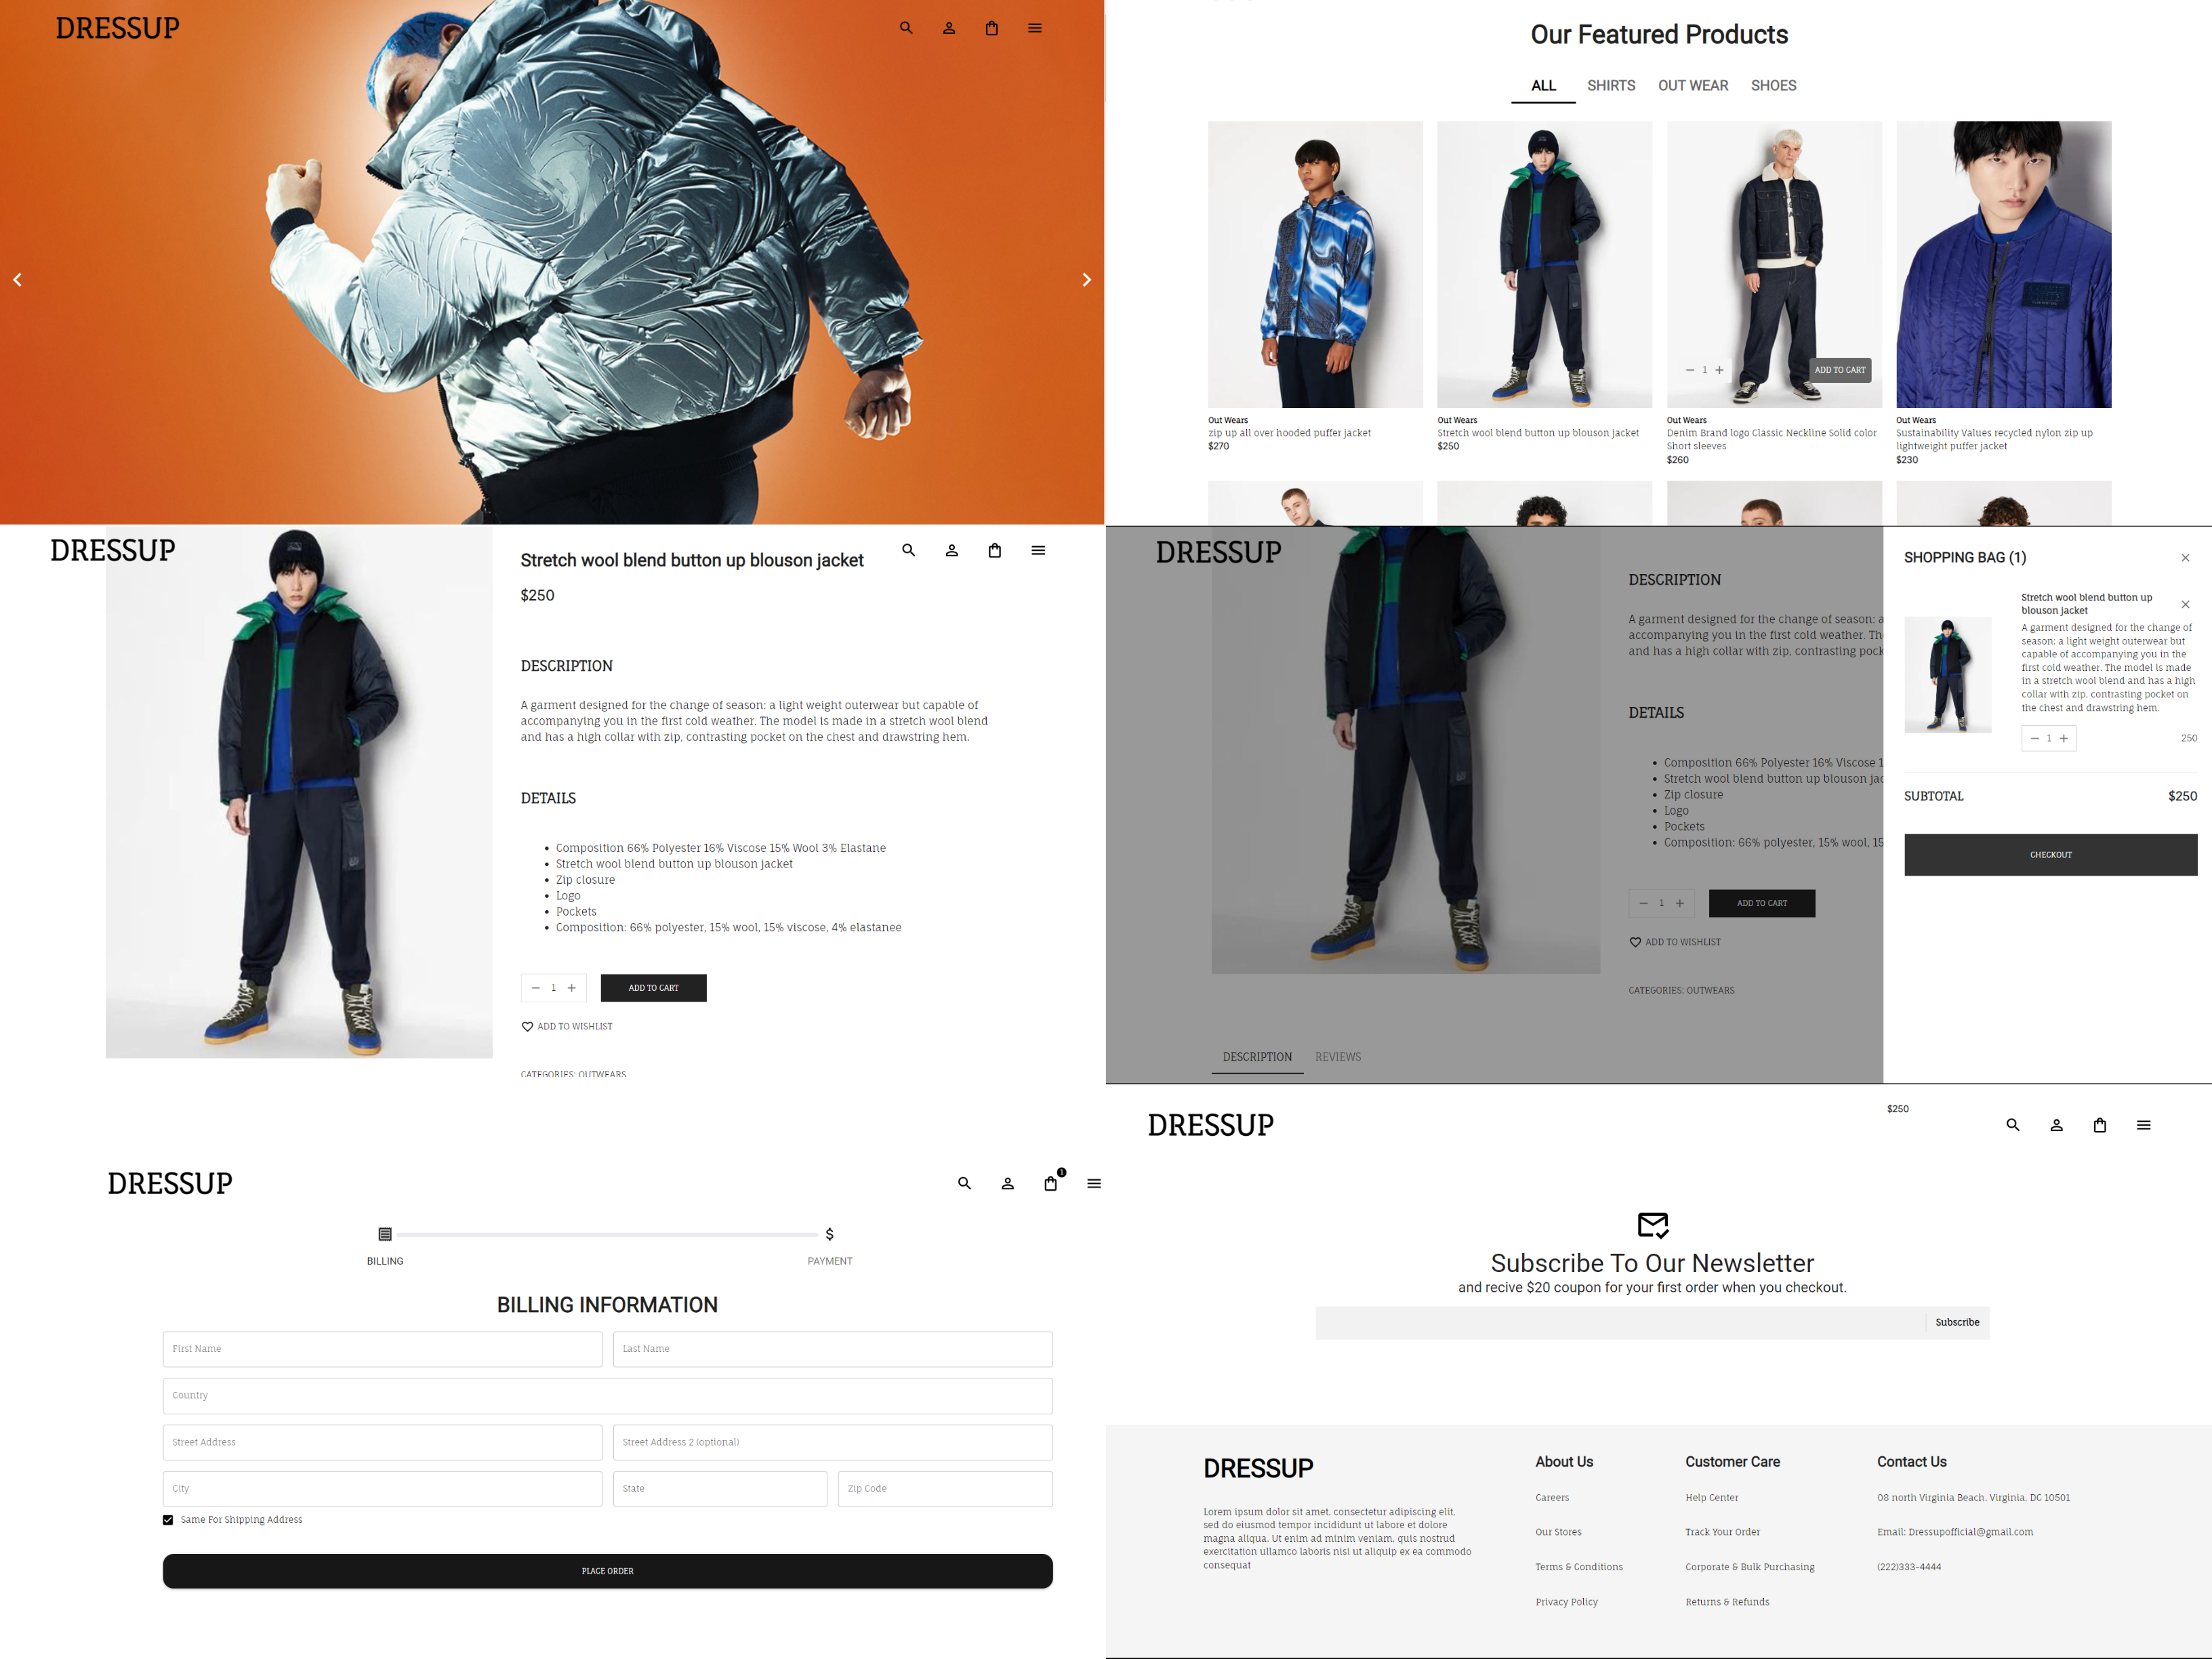 DRESSUP
Our Featured Products
ALL SHIRTS OUT WEAR SHOES
1 ADD TO CART
Out Wears
zip up all over hooded puffer jacket
$270
Out Wears
Stretch wool blend button up blouson jacket
$250
Out Wears
Denim Brand logo Classic Neckline Solid color
Short sleeves
$260
Out Wears
Sustainability Values recycled nylon zip up
lightweight puffer jacket
$230
DRESSUP
Stretch wool blend button up blouson jacket
$250
DESCRIPTION
A garment designed for the change of season: a light weight outerwear but capable of
accompanying you in the first cold weather. The model is made in a stretch wool blend
and has a high collar with zip, contrasting pocket on the chest and drawstring hem.
DETAILS
Composition 66% Polyester 16% Viscose 15% Wool 3% Elastane
Stretch wool blend button up blouson jacket
Zip closure
Logo
Pockets
Composition: 66% polyester, 15% wool, 15% viscose, 4% elastanee
1 ADD TO CART
ADD TO WISHLIST
CATEGORIES: OUTWEARS
DRESSUP
DESCRIPTION
A garment designed for the change of season: a
accompanying you in the first cold weather. Th
and has a high collar with zip, contrasting pock
DETAILS
Composition 66% Polyester 16% Viscose 1
Stretch wool blend button up blouson jac
Zip closure
Logo
Pockets
Composition: 66% polyester, 15% wool, 15
1 ADD TO CART
ADD TO WISHLIST
CATEGORIES: OUTWEARS
DESCRIPTION REVIEWS
SHOPPING BAG (1)
Stretch wool blend button up
blouson jacket
A garment designed for the change of
season: a light weight outerwear but
capable of accompanying you in the
first cold weather. The model is made
in a stretch wool blend and has a high
collar with zip, contrasting pocket on
the chest and drawstring hem.
1 250
SUBTOTAL $250
CHECKOUT
DRESSUP
1
BILLING PAYMENT
BILLING INFORMATION
First Name Last Name
Country
Street Address Street Address 2 (optional)
City State Zip Code
Same For Shipping Address
PLACE ORDER
$250
DRESSUP
Subscribe To Our Newsletter
and recive $20 coupon for your first order when you checkout.
Subscribe
DRESSUP
Lorem ipsum dolor sit amet, consectetur adipiscing elit,
sed do eiusmod tempor incididunt ut labore et dolore
magna aliqua. Ut enim ad minim veniam, quis nostrud
exercitation ullamco laboris nisi ut aliquip ex ea commodo
consequat
About Us
Careers
Our Stores
Terms & Conditions
Privacy Policy
Customer Care
Help Center
Track Your Order
Corporate & Bulk Purchasing
Returns & Refunds
Contact Us
08 north Virginia Beach, Virginia, DC 10501
Email: Dressupofficial@gmail.com
(222)333-4444